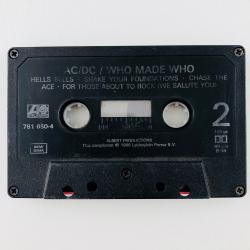 AC/DC / WHO MADE WHO
HELLS BELLS · SHAKE YOUR FOUNDATIONS · CHASE THE
ACE · FOR THOSE ABOUT TO ROCK (WE SALUTE YOU)
781 650-4
2
ALBERT PRODUCTIONS
This compilation ℗ 1986 Leidseplein Presse B.V.